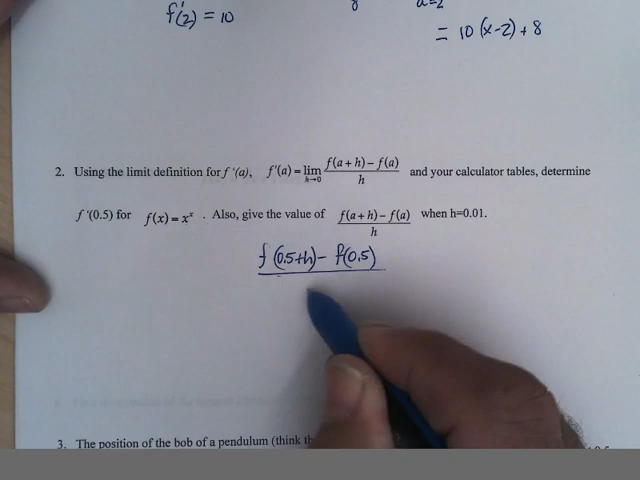 f'(2) = 10
8
a=2
= 10(x-2)+8
2. Using the limit definition for f '(a), f'(a) = lim h→0 f(a+h) − f(a) / h and your calculator tables, determine
f '(0.5) for f(x) = x^x . Also, give the value of f(a+h) − f(a) / h when h=0.01.
f(0.5+h) − f(0.5)
3. The position of the bob of a pendulum (think th